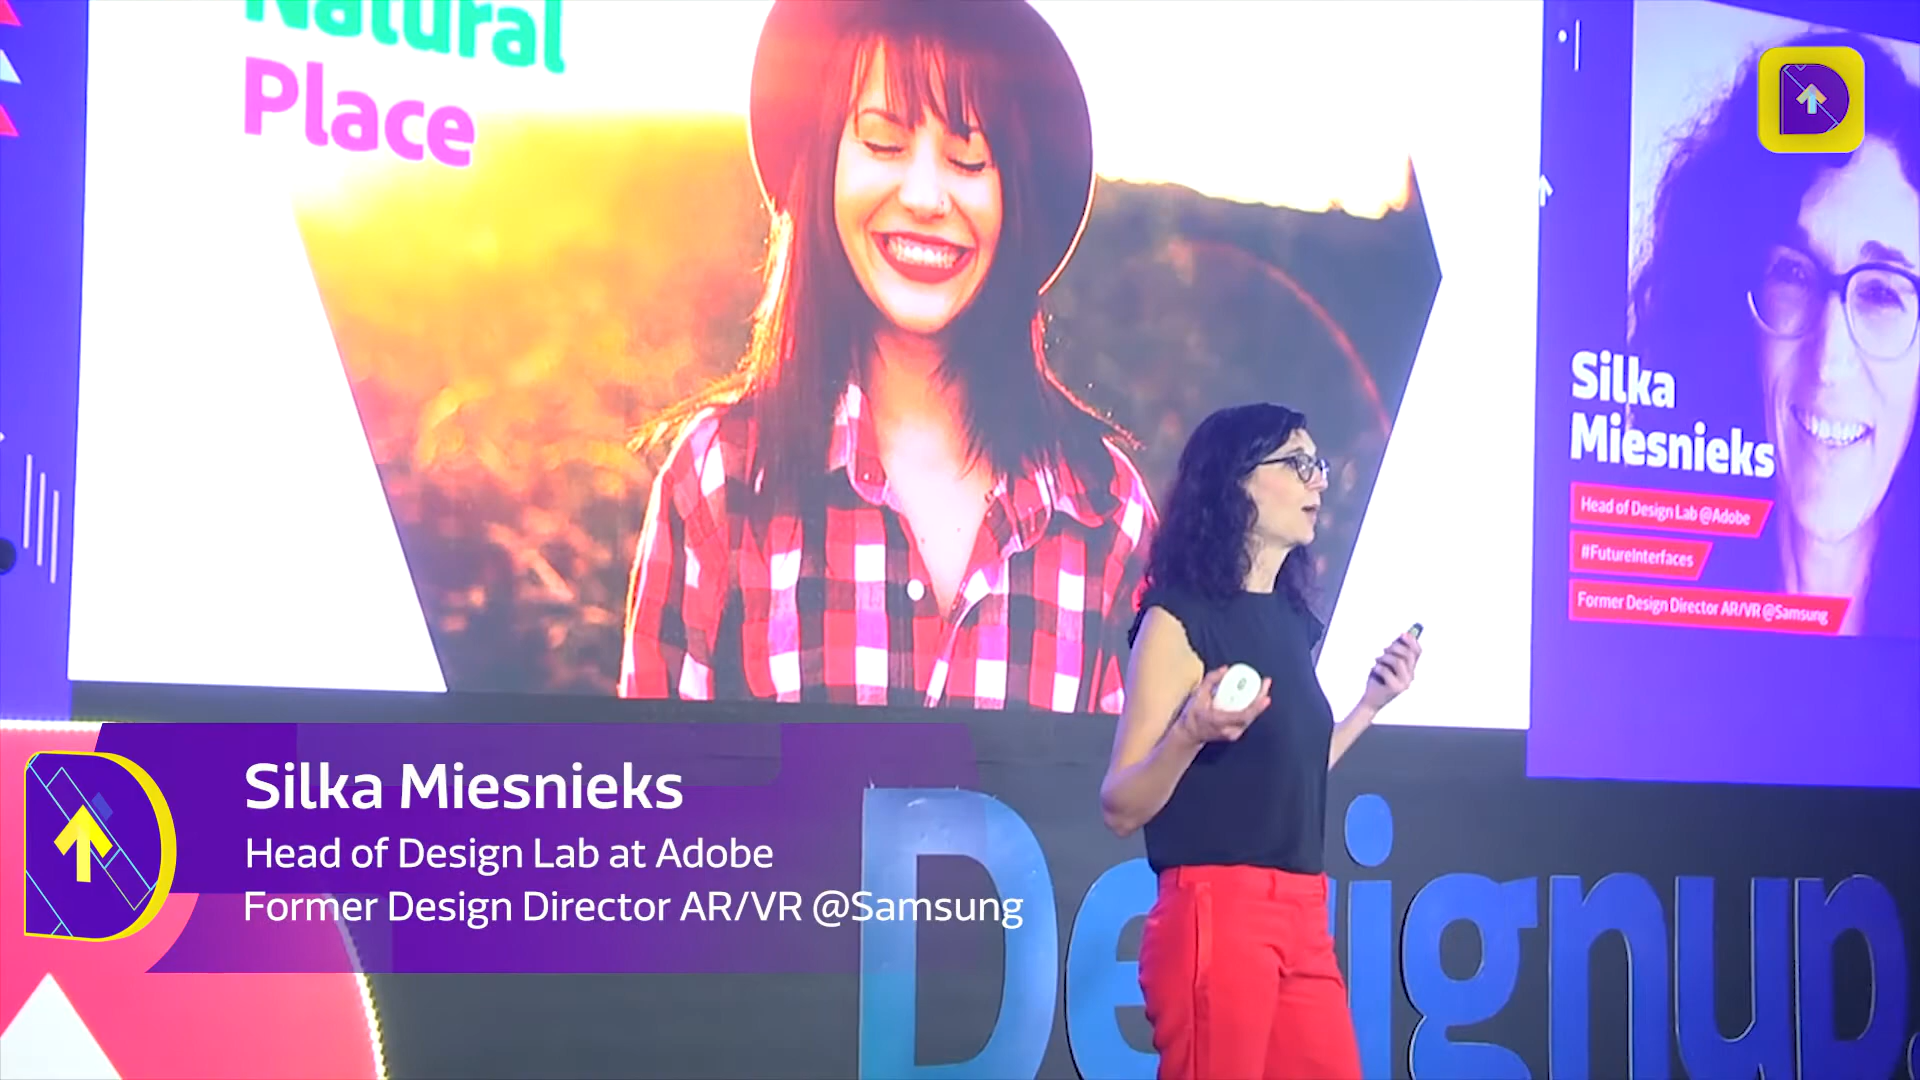 Natural
Place
Silka
Miesnieks
Head of Design Lab @Adobe
#FutureInterfaces
Former Design Director AR/VR @Samsung
Silka Miesnieks
Head of Design Lab at Adobe
Former Design Director AR/VR @Samsung
Designup.